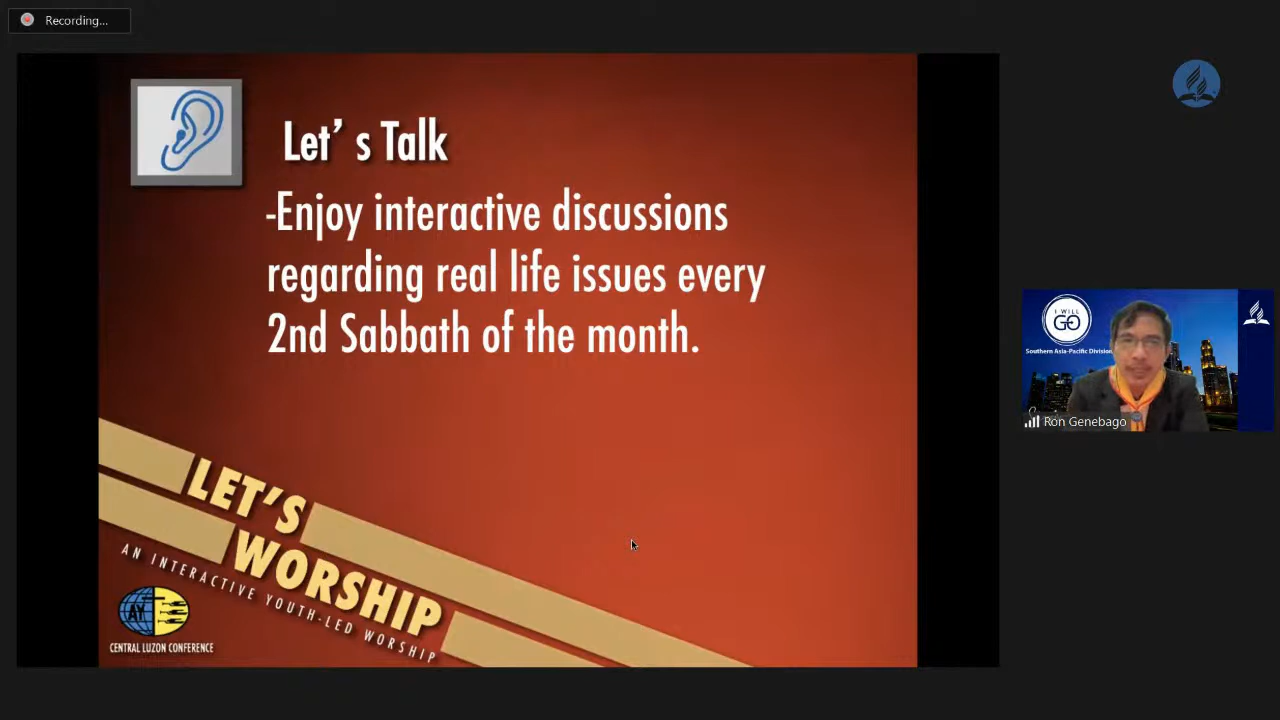 Recording...
Let' s Talk
-Enjoy interactive discussions
regarding real life issues every
2nd Sabbath of the month.
LET'S
WORSHIP
AN INTERACTIVE YOUTH-LED WORSHIP
AY
CENTRAL LUZON CONFERENCE
I WILL
GO
Southern Asia-Pacific Division
Ron Genebago